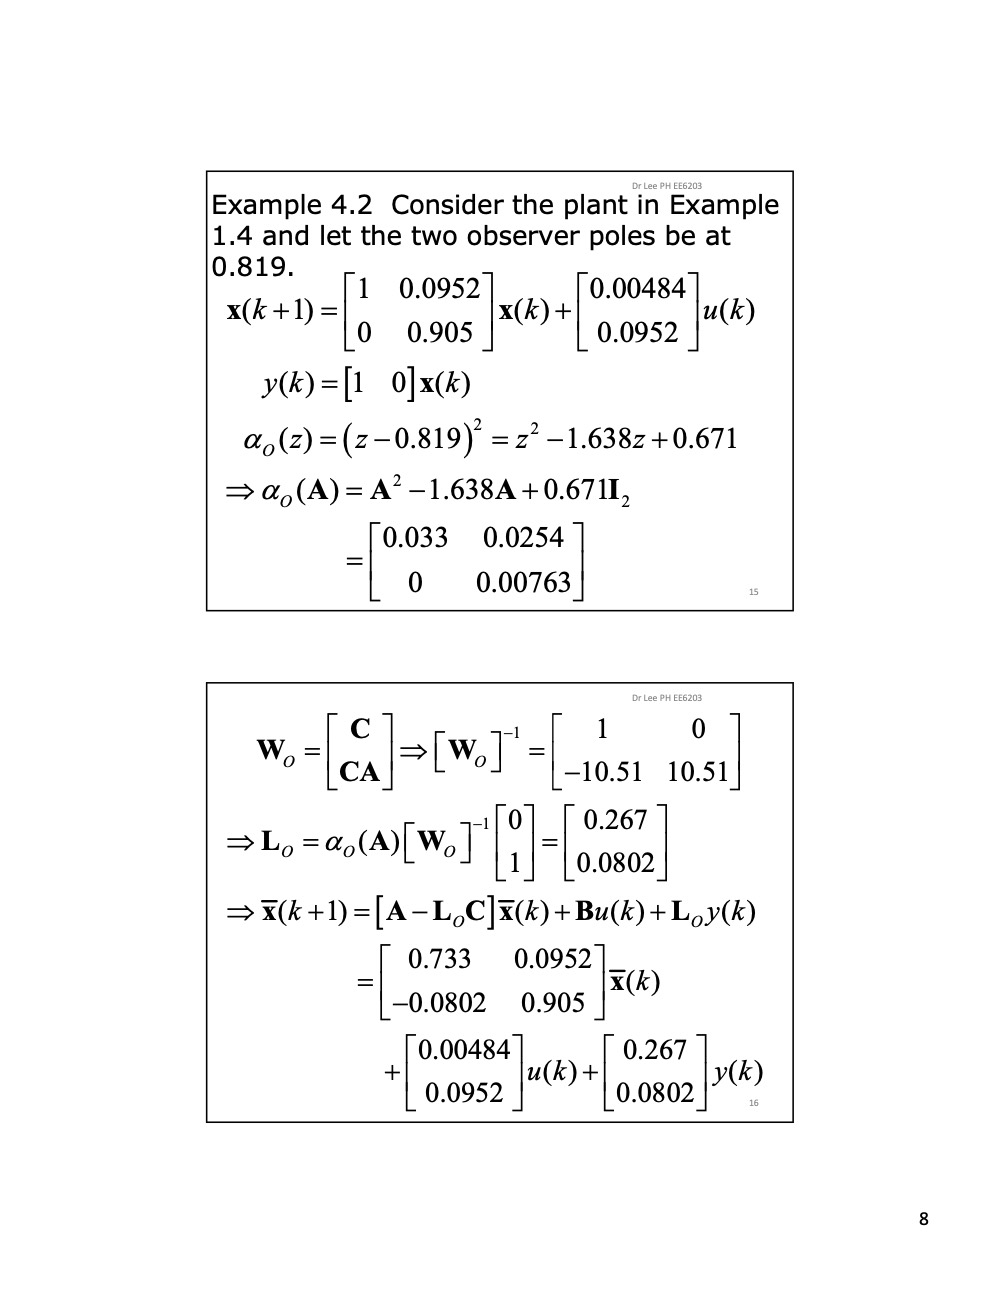 Dr Lee PH EE6203
Example 4.2 Consider the plant in Example
1.4 and let the two observer poles be at
0.819.
x(k+1) = [1 0.0952; 0 0.905] x(k) + [0.00484; 0.0952] u(k)
y(k) = [1 0] x(k)
α_O(z) = (z − 0.819)² = z² − 1.638z + 0.671
⇒ α_O(A) = A² − 1.638A + 0.671I₂
= [0.033 0.0254; 0 0.00763]
15
Dr Lee PH EE6203
W_O = [C; CA] ⇒ [W_O]⁻¹ = [1 0; −10.51 10.51]
⇒ L_O = α_O(A)[W_O]⁻¹ [0; 1] = [0.267; 0.0802]
⇒ x̅(k+1) = [A − L_O C] x̅(k) + Bu(k) + L_O y(k)
= [0.733 0.0952; −0.0802 0.905] x̅(k)
+ [0.00484; 0.0952] u(k) + [0.267; 0.0802] y(k)
16
8